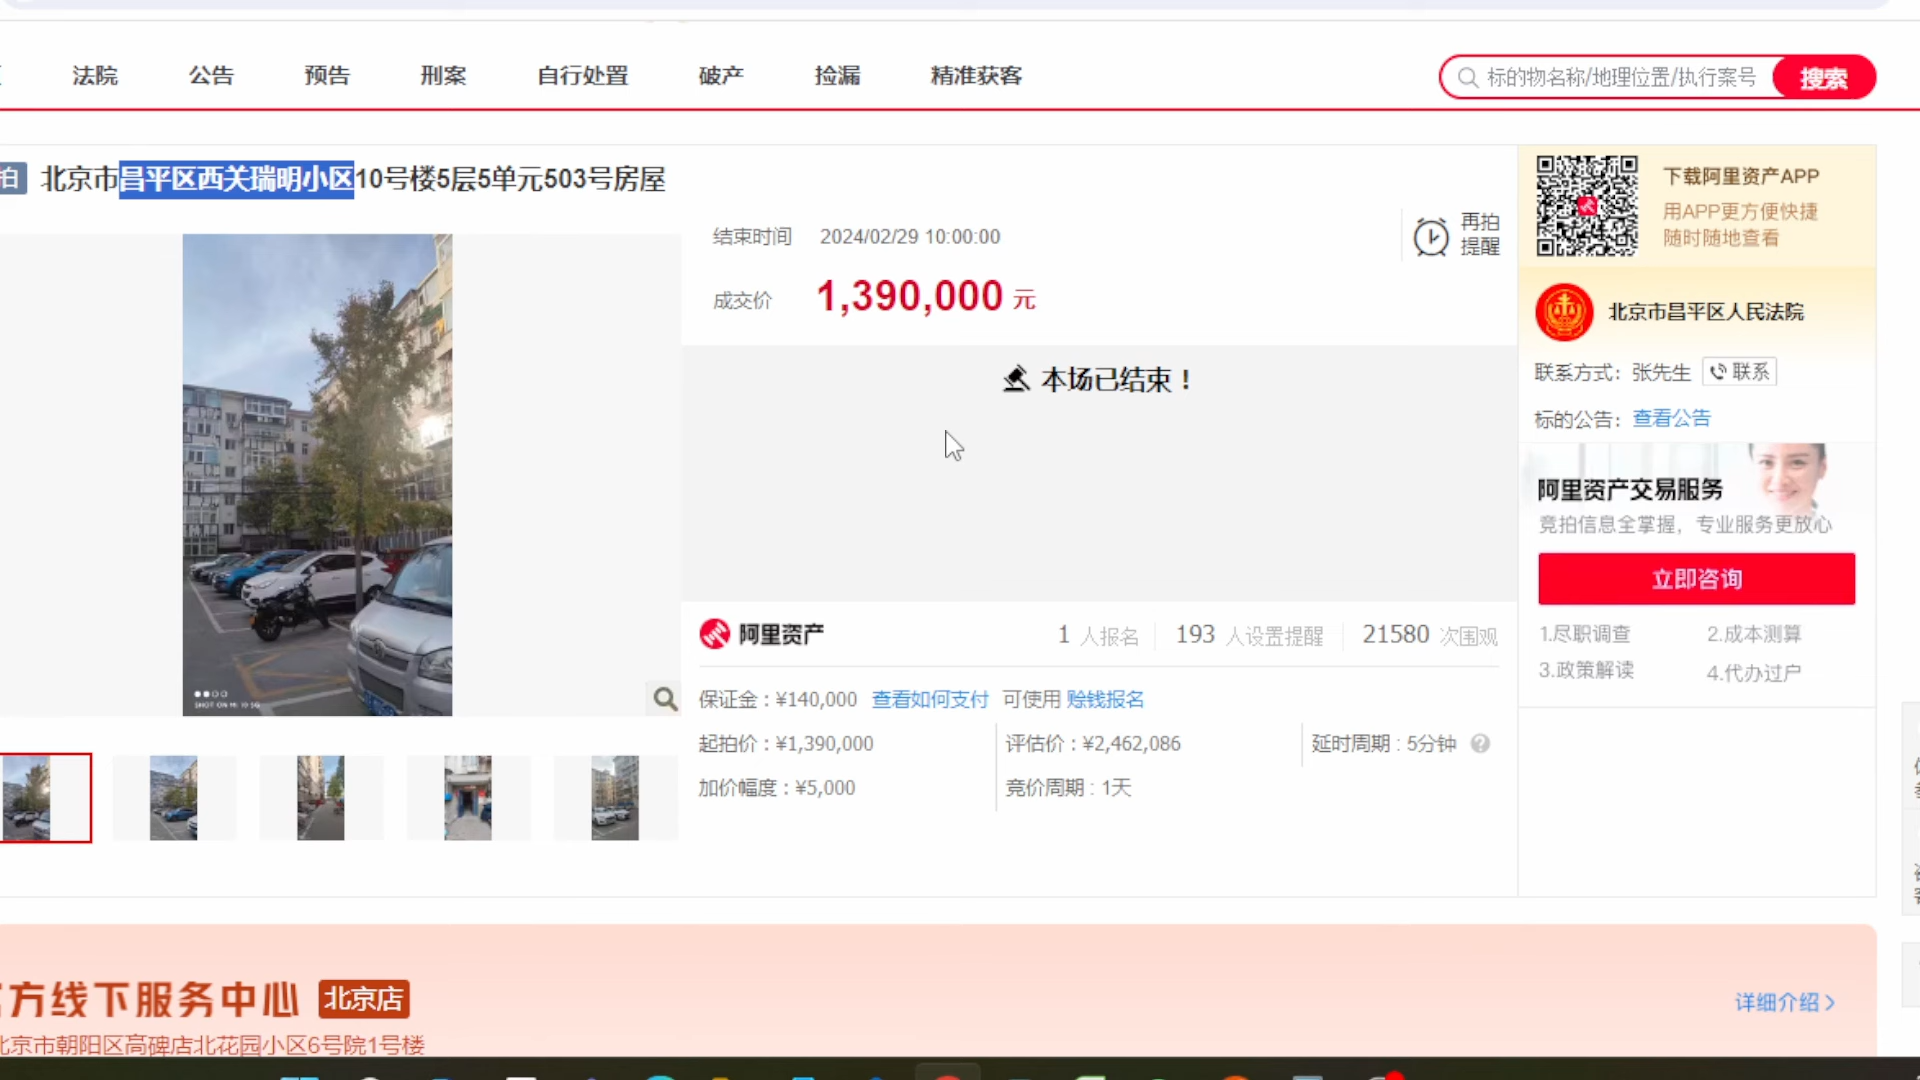 法院 公告 预告 刑案 自行处置 破产 捡漏 精准获客
标的物名称/地理位置/执行案号 搜索
拍 北京市昌平区西关瑞明小区10号楼5层5单元503号房屋
结束时间 2024/02/29 10:00:00
再拍
提醒
成交价 1,390,000 元
本场已结束！
阿里资产 1 人报名 193 人设置提醒 21580 次围观
保证金 : ¥140,000 查看如何支付 可使用 赊钱报名
起拍价 : ¥1,390,000 评估价 : ¥2,462,086 延时周期 : 5分钟
加价幅度 : ¥5,000 竞价周期 : 1天
SHOT ON MI 10 5G
下载阿里资产APP
用APP更方便快捷
随时随地查看
北京市昌平区人民法院
联系方式：张先生 联系
标的公告：查看公告
阿里资产交易服务
竞拍信息全掌握，专业服务更放心
立即咨询
1.尽职调查 2.成本测算
3.政策解读 4.代办过户
方线下服务中心 北京店
详细介绍
北京市朝阳区高碑店北花园小区6号院1号楼